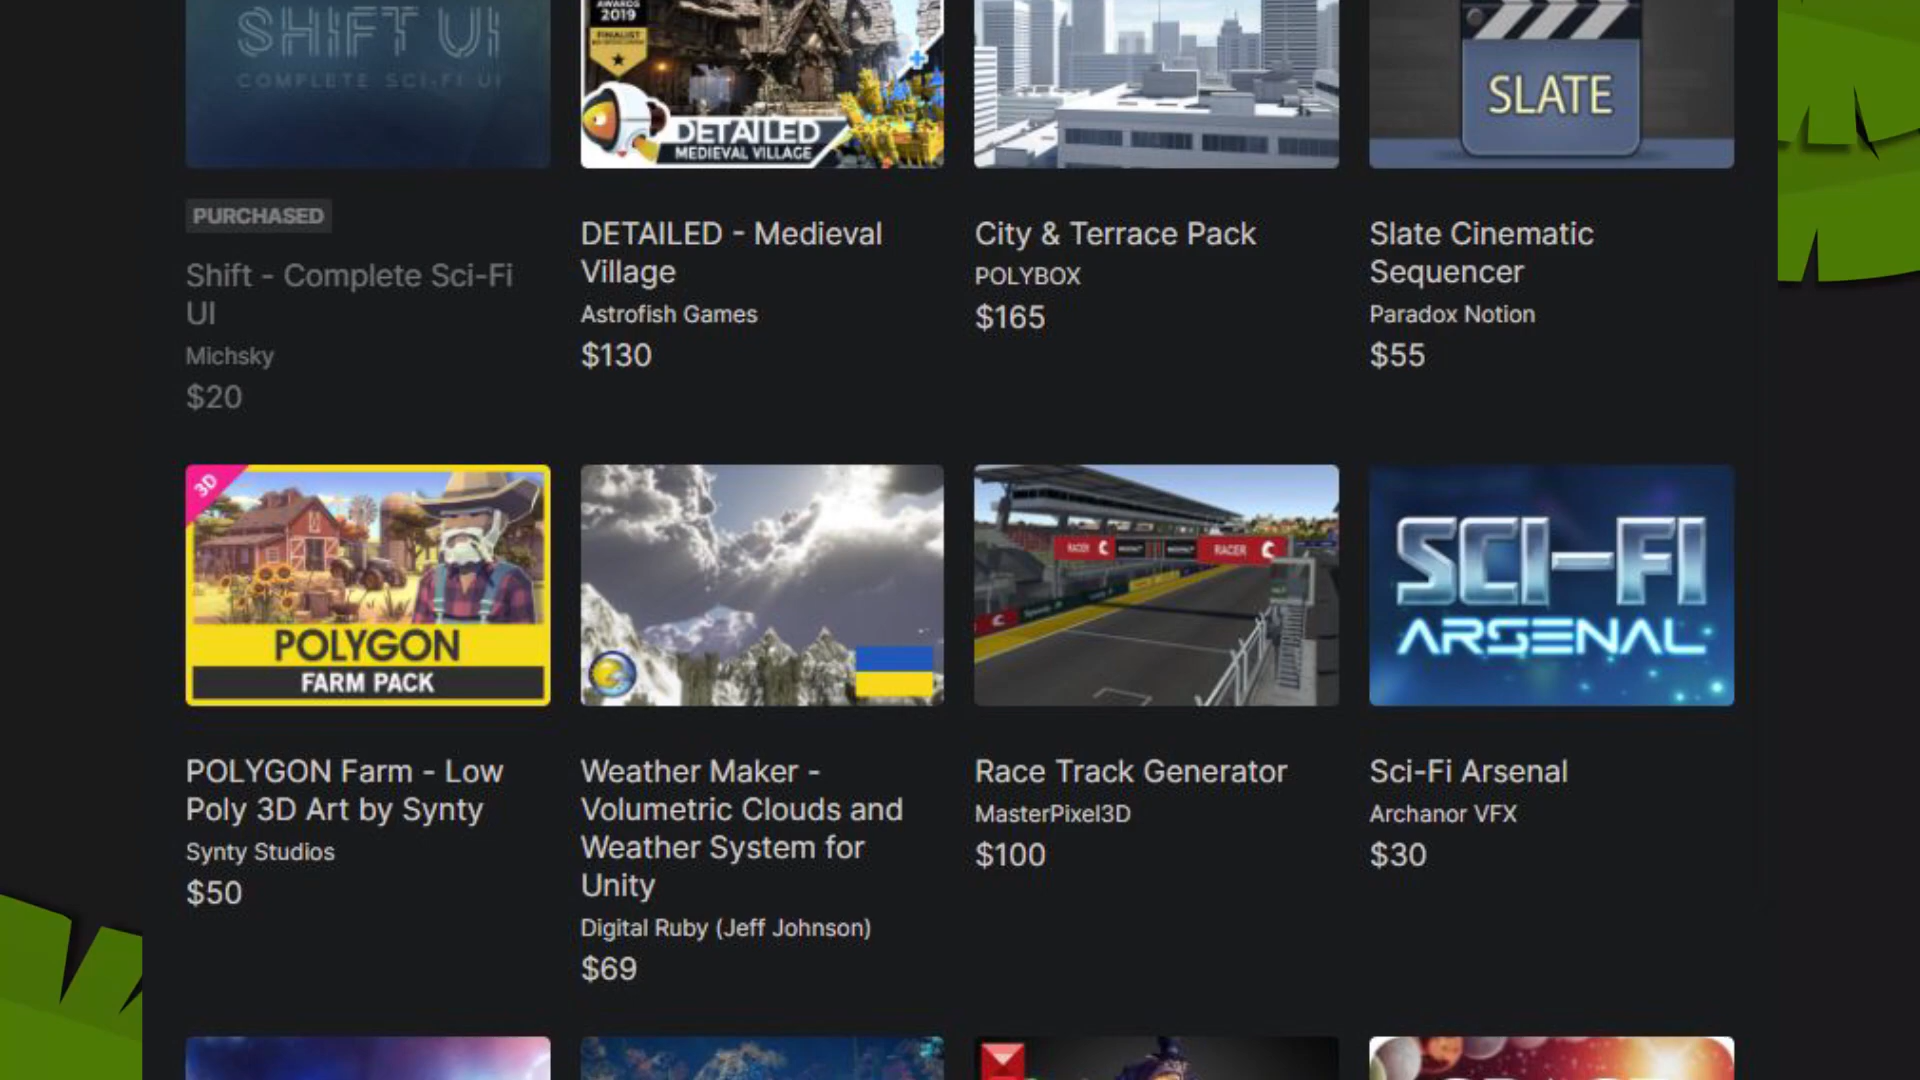 SHIFT UI
COMPLETE SCI-FI UI
AWARDS
2019
FINALIST
DETAILED
MEDIEVAL VILLAGE
SLATE
PURCHASED
Shift - Complete Sci-Fi
UI
Michsky
$20
DETAILED - Medieval
Village
Astrofish Games
$130
City & Terrace Pack
POLYBOX
$165
Slate Cinematic
Sequencer
Paradox Notion
$55
3D
POLYGON
FARM PACK
RACER
RACER
SCI-FI
ARSENAL
POLYGON Farm - Low
Poly 3D Art by Synty
Synty Studios
$50
Weather Maker -
Volumetric Clouds and
Weather System for
Unity
Digital Ruby (Jeff Johnson)
$69
Race Track Generator
MasterPixel3D
$100
Sci-Fi Arsenal
Archanor VFX
$30